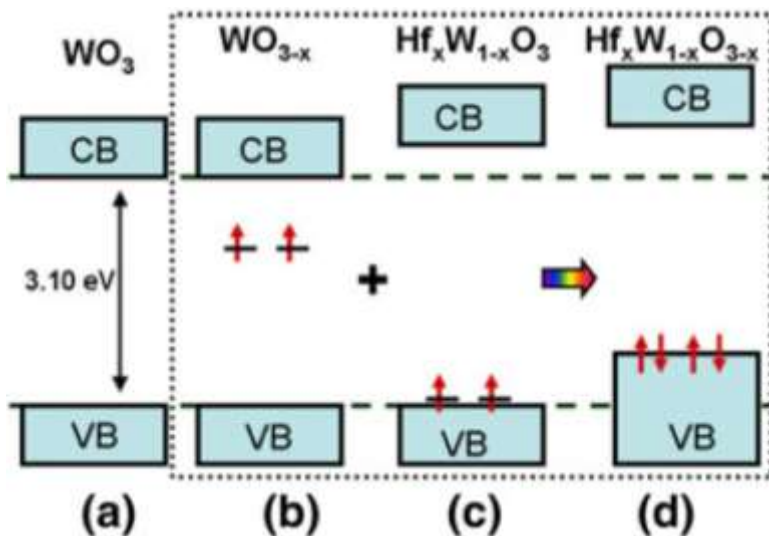 WO3
WO3-x
HfxW1-xO3
HfxW1-xO3-x
CB
CB
CB
CB
3.10 eV
+
VB
VB
VB
VB
(a)
(b)
(c)
(d)